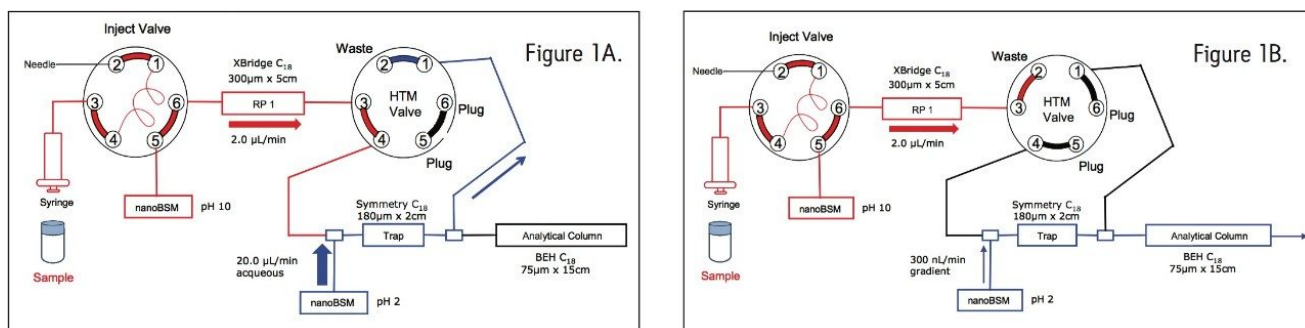 Figure 1A.
Inject Valve
Needle
2
1
3
6
4
5
XBridge C18
300µm x 5cm
RP 1
2.0 µL/min
Waste
2
1
3
HTM
Valve
6
Plug
4
5
Plug
Syringe
nanoBSM
pH 10
Sample
Symmetry C18
180µm x 2cm
Trap
Analytical Column
BEH C18
75µm x 15cm
20.0 µL/min
acqueous
nanoBSM
pH 2
Figure 1B.
Inject Valve
Needle
2
1
3
6
4
5
XBridge C18
300µm x 5cm
RP 1
2.0 µL/min
Waste
2
1
3
HTM
Valve
6
Plug
4
5
Plug
Syringe
nanoBSM
pH 10
Sample
Symmetry C18
180µm x 2cm
Trap
Analytical Column
BEH C18
75µm x 15cm
300 nL/min
gradient
nanoBSM
pH 2